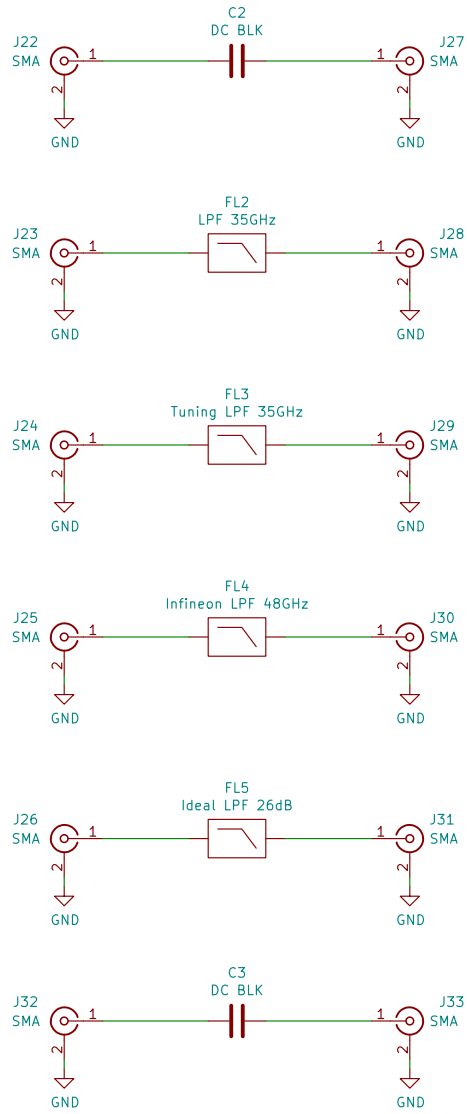 C2
DC BLK
J22
SMA
1
2
GND
J27
SMA
1
2
GND
FL2
LPF 35GHz
J23
SMA
1
2
GND
J28
SMA
1
2
GND
FL3
Tuning LPF 35GHz
J24
SMA
1
2
GND
J29
SMA
1
2
GND
FL4
Infineon LPF 48GHz
J25
SMA
1
2
GND
J30
SMA
1
2
GND
FL5
Ideal LPF 26dB
J26
SMA
1
2
GND
J31
SMA
1
2
GND
C3
DC BLK
J32
SMA
1
2
GND
J33
SMA
1
2
GND